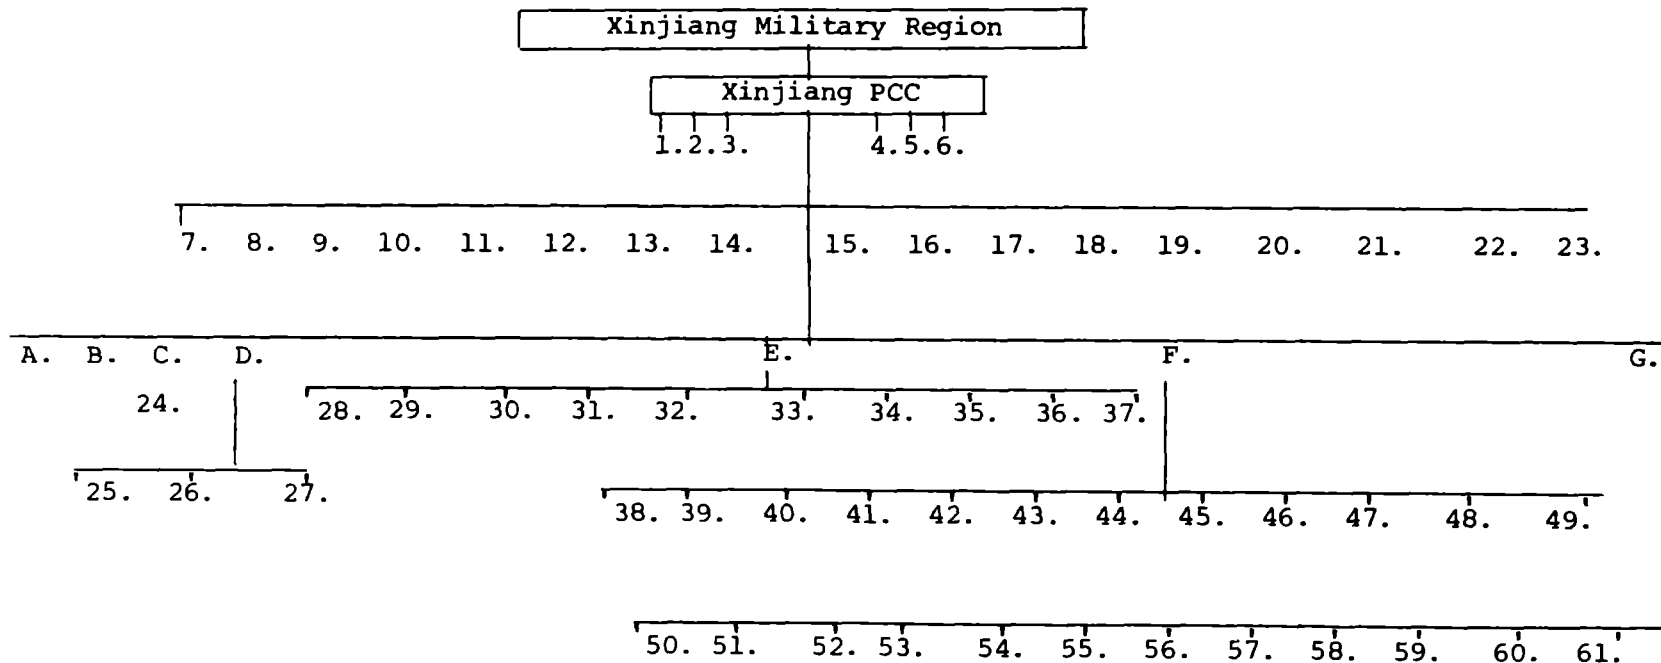 Xinjiang Military Region
Xinjiang PCC
1. 2. 3. 4. 5. 6.
7. 8. 9. 10. 11. 12. 13. 14. 15. 16. 17. 18. 19. 20. 21. 22. 23.
A. B. C. D. E. F. G.
24. 28. 29. 30. 31. 32. 33. 34. 35. 36. 37.
25. 26. 27.
38. 39. 40. 41. 42. 43. 44. 45. 46. 47. 48. 49.
50. 51. 52. 53. 54. 55. 56. 57. 58. 59. 60. 61.